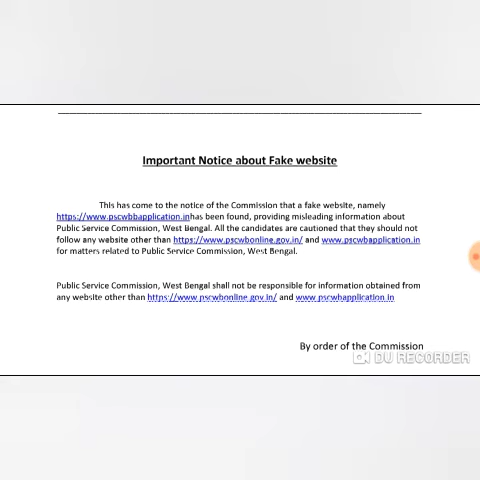 Important Notice about Fake website
This has come to the notice of the Commission that a fake website, namely
https://www.pscwbbapplication.inhas been found, providing misleading information about
Public Service Commission, West Bengal. All the candidates are cautioned that they should not
follow any website other than https://www.pscwbonline.gov.in/ and www.pscwbapplication.in
for matters related to Public Service Commission, West Bengal.
Public Service Commission, West Bengal shall not be responsible for information obtained from
any website other than https://www.pscwbonline.gov.in/ and www.pscwbapplication.in
By order of the Commission
DU RECORDER